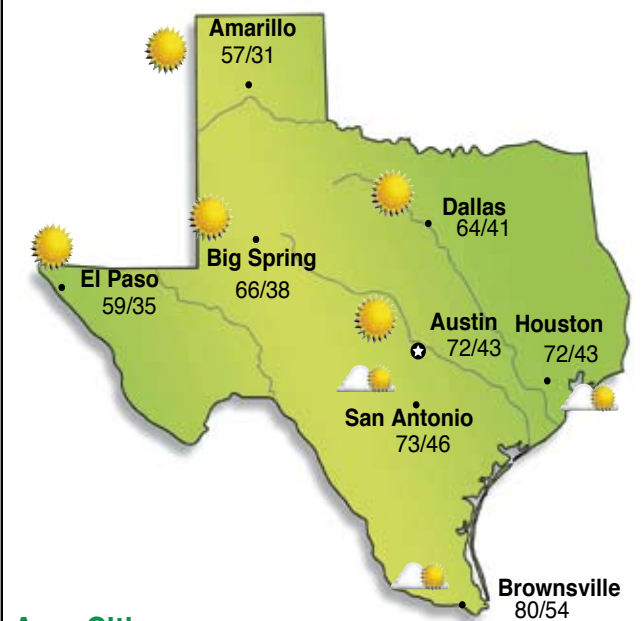 Amarillo
57/31
Dallas
64/41
Big Spring
66/38
El Paso
59/35
Austin
72/43
Houston
72/43
San Antonio
73/46
Brownsville
80/54